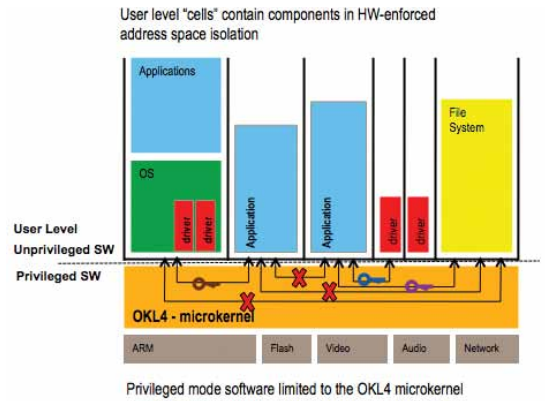 User level "cells" contain components in HW-enforced
address space isolation
Applications
OS
driver
driver
Application
Application
driver
driver
File
System
User Level
Unprivileged SW
Privileged SW
OKL4 - microkernel
ARM
Flash
Video
Audio
Network
Privileged mode software limited to the OKL4 microkernel